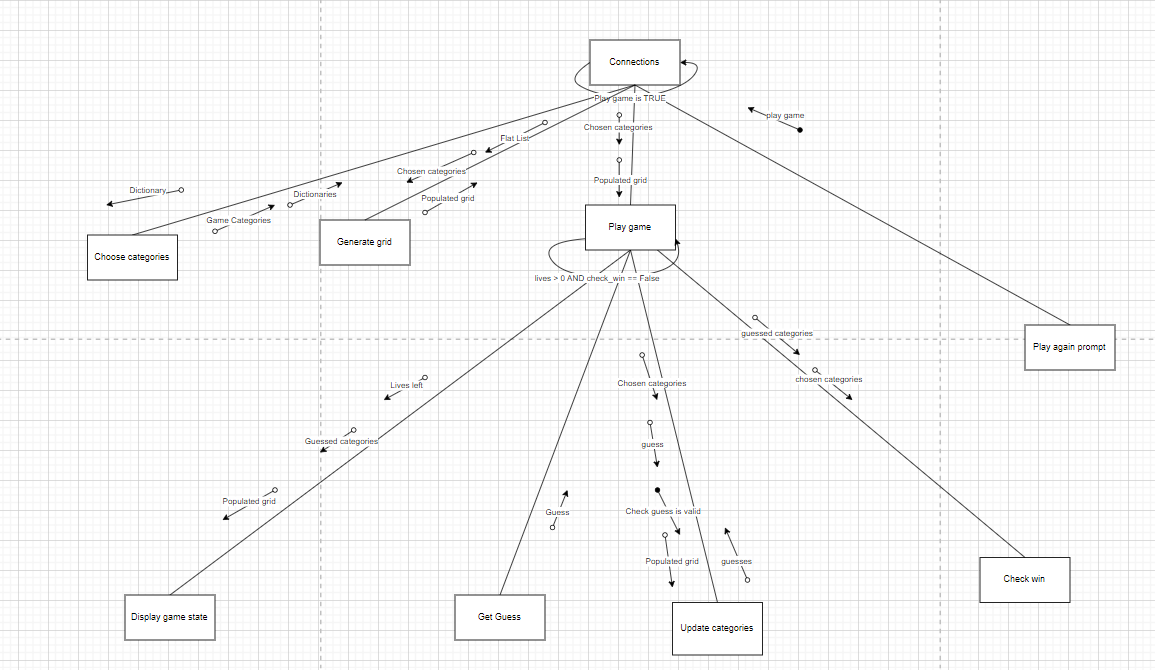 Connections
Play game is TRUE
play game
Chosen categories
Flat List
Chosen categories
Populated grid
Dictionary
Dictionaries
Populated grid
Game Categories
Play game
Generate grid
Choose categories
lives > 0 AND check_win == False
guessed categories
Play again prompt
chosen categories
Chosen categories
Lives left
Guessed categories
guess
Populated grid
Guess
Check guess is valid
Populated grid
guesses
Check win
Display game state
Get Guess
Update categories